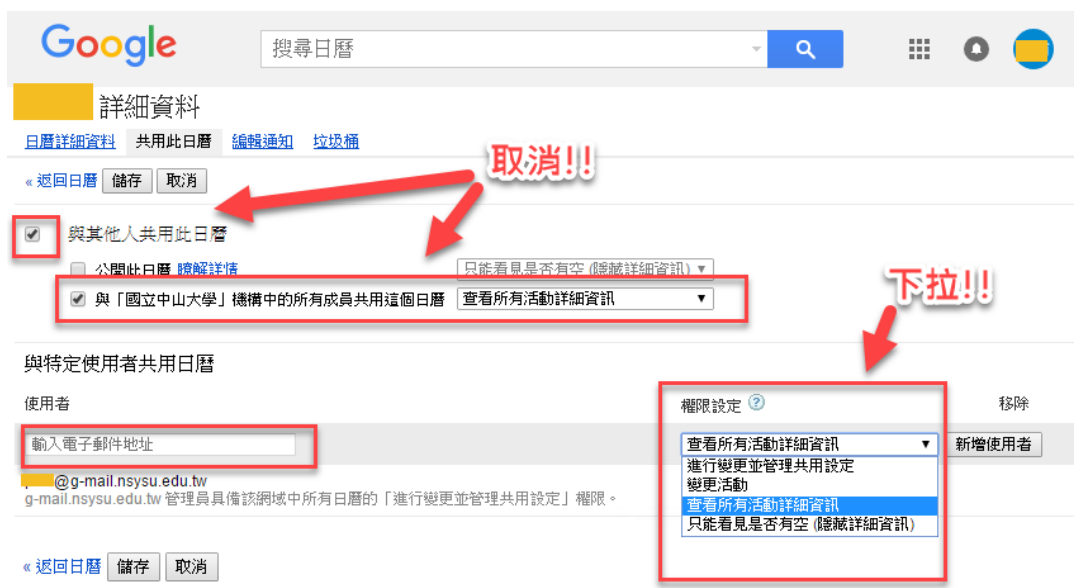 Google 搜尋日曆
詳細資料
日曆詳細資料 共用此日曆 編輯通知 垃圾桶
取消!!
« 返回日曆 儲存 取消
與其他人共用此日曆
公開此日曆 瞭解詳情 只能看見是否有空 (隱藏詳細資訊)
與「國立中山大學」機構中的所有成員共用這個日曆 查看所有活動詳細資訊
下拉!!
與特定使用者共用日曆
使用者 權限設定 ? 移除
輸入電子郵件地址 查看所有活動詳細資訊 新增使用者
進行變更並管理共用設定
變更活動
查看所有活動詳細資訊
只能看見是否有空 (隱藏詳細資訊)
@g-mail.nsysu.edu.tw
g-mail.nsysu.edu.tw 管理員具備該網域中所有日曆的「進行變更並管理共用設定」權限。
« 返回日曆 儲存 取消